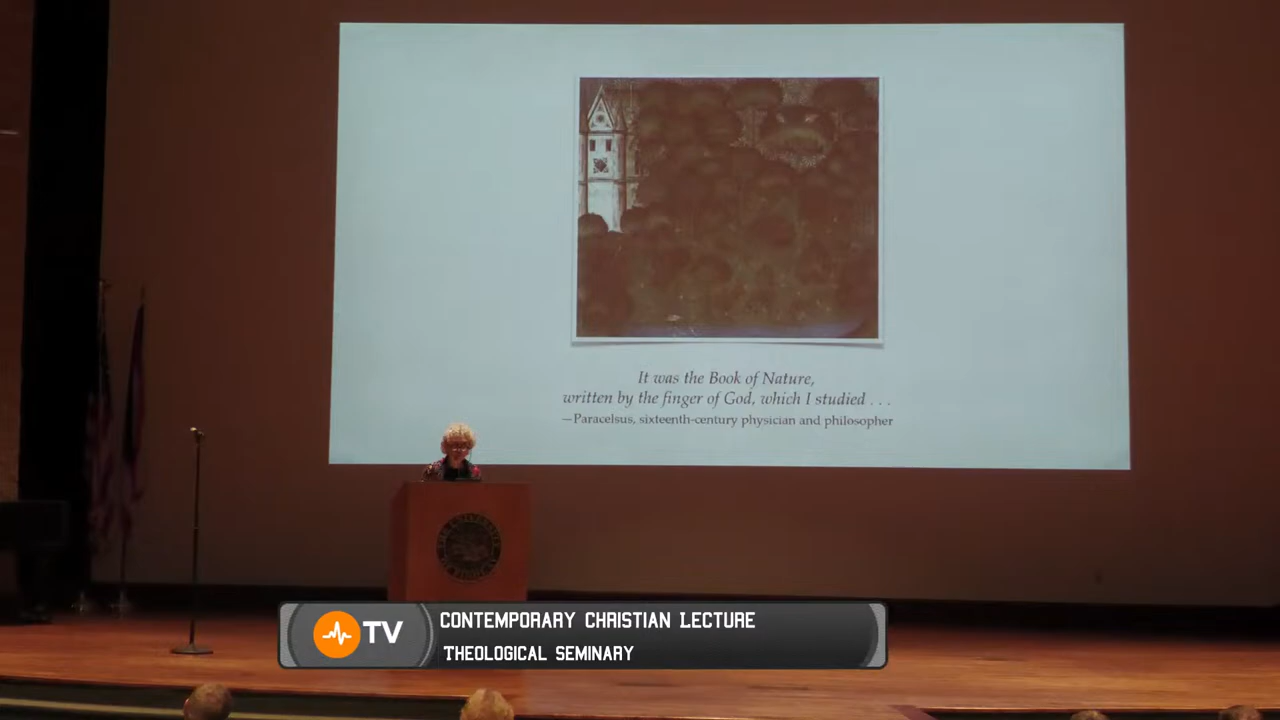 It was the Book of Nature,
written by the finger of God, which I studied . . .
—Paracelsus, sixteenth-century physician and philosopher
TV
CONTEMPORARY CHRISTIAN LECTURE
THEOLOGICAL SEMINARY